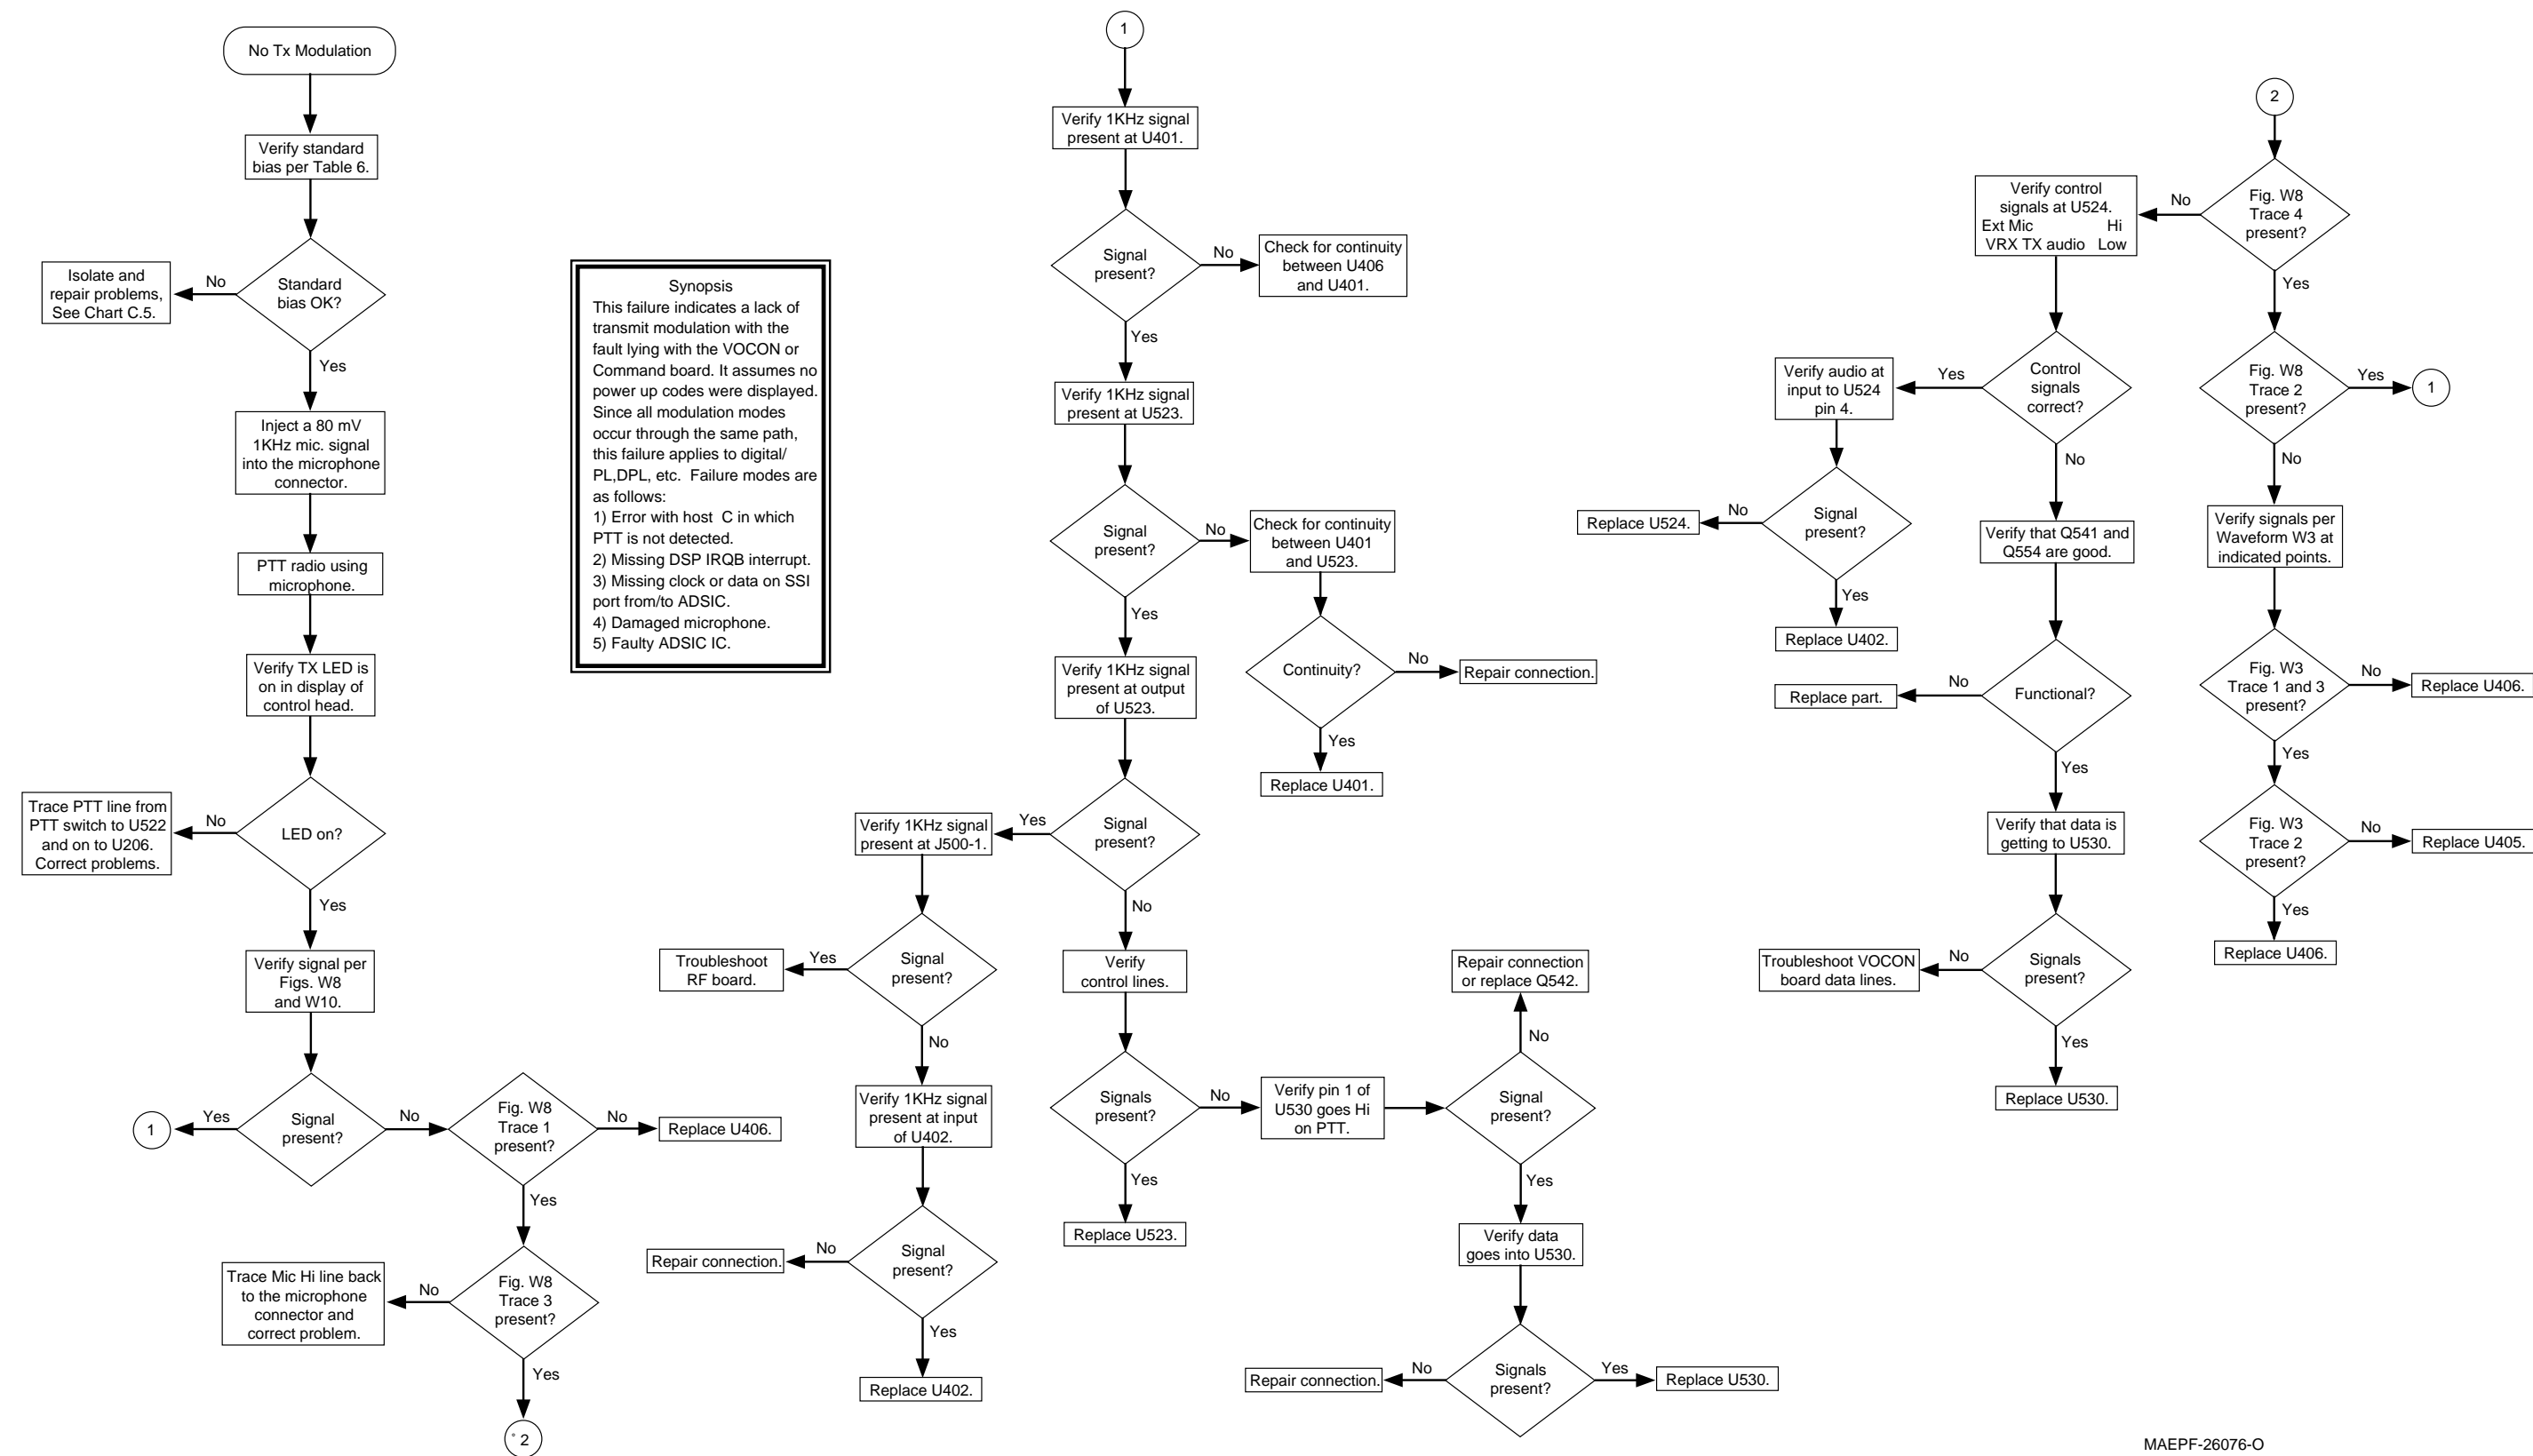 No Tx Modulation
Verify standard
bias per Table 6.
Standard
bias OK?
No
Isolate and
repair problems,
See Chart C.5.
Yes
Inject a 80 mV
1KHz mic. signal
into the microphone
connector.
PTT radio using
microphone.
Verify TX LED is
on in display of
control head.
LED on?
No
Trace PTT line from
PTT switch to U522
and on to U206.
Correct problems.
Yes
Verify signal per
Figs. W8
and W10.
Signal
present?
Yes
1
No
Fig. W8
Trace 1
present?
No
Replace U406.
Yes
Fig. W8
Trace 3
present?
No
Trace Mic Hi line back
to the microphone
connector and
correct problem.
Yes
* 2
Synopsis
This failure indicates a lack of
transmit modulation with the
fault lying with the VOCON or
Command board. It assumes no
power up codes were displayed.
Since all modulation modes
occur through the same path,
this failure applies to digital/
PL,DPL, etc.  Failure modes are
as follows:
1) Error with host  C in which
PTT is not detected.
2) Missing DSP IRQB interrupt.
3) Missing clock or data on SSI
port from/to ADSIC.
4) Damaged microphone.
5) Faulty ADSIC IC.
1
Verify 1KHz signal
present at U401.
Signal
present?
No
Check for continuity
between U406
and U401.
Yes
Verify 1KHz signal
present at U523.
Signal
present?
No
Check for continuity
between U401
and U523.
Continuity?
No
Repair connection.
Yes
Replace U401.
Yes
Verify 1KHz signal
present at output
of U523.
Signal
present?
Yes
Verify 1KHz signal
present at J500-1.
Signal
present?
Yes
Troubleshoot
RF board.
No
Verify 1KHz signal
present at input
of U402.
Signal
present?
No
Repair connection.
Yes
Replace U402.
No
Verify
control lines.
Signals
present?
Yes
Replace U523.
No
Verify pin 1 of
U530 goes Hi
on PTT.
Signal
present?
No
Repair connection
or replace Q542.
Yes
Verify data
goes into U530.
Signals
present?
No
Repair connection.
Yes
Replace U530.
2
Fig. W8
Trace 4
present?
No
Verify control
signals at U524.
Ext Mic Hi
VRX TX audio Low
Control
signals
correct?
Yes
Verify audio at
input to U524
pin 4.
Signal
present?
No
Replace U524.
Yes
Replace U402.
No
Verify that Q541 and
Q554 are good.
Functional?
No
Replace part.
Yes
Verify that data is
getting to U530.
Signals
present?
No
Troubleshoot VOCON
board data lines.
Yes
Replace U530.
Yes
Fig. W8
Trace 2
present?
Yes
1
No
Verify signals per
Waveform W3 at
indicated points.
Fig. W3
Trace 1 and 3
present?
No
Replace U406.
Yes
Fig. W3
Trace 2
present?
No
Replace U405.
Yes
Replace U406.
MAEPF-26076-O